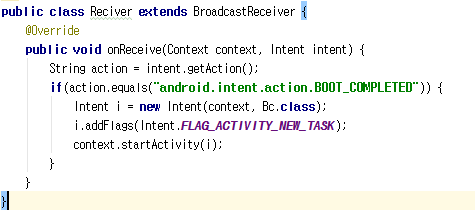 public class Reciver extends BroadcastReceiver {
@Override
public void onReceive(Context context, Intent intent) {
String action = intent.getAction();
if(action.equals("android.intent.action.BOOT_COMPLETED")) {
Intent i = new Intent(context, Bc.class);
i.addFlags(Intent.FLAG_ACTIVITY_NEW_TASK);
context.startActivity(i);
}
}
}